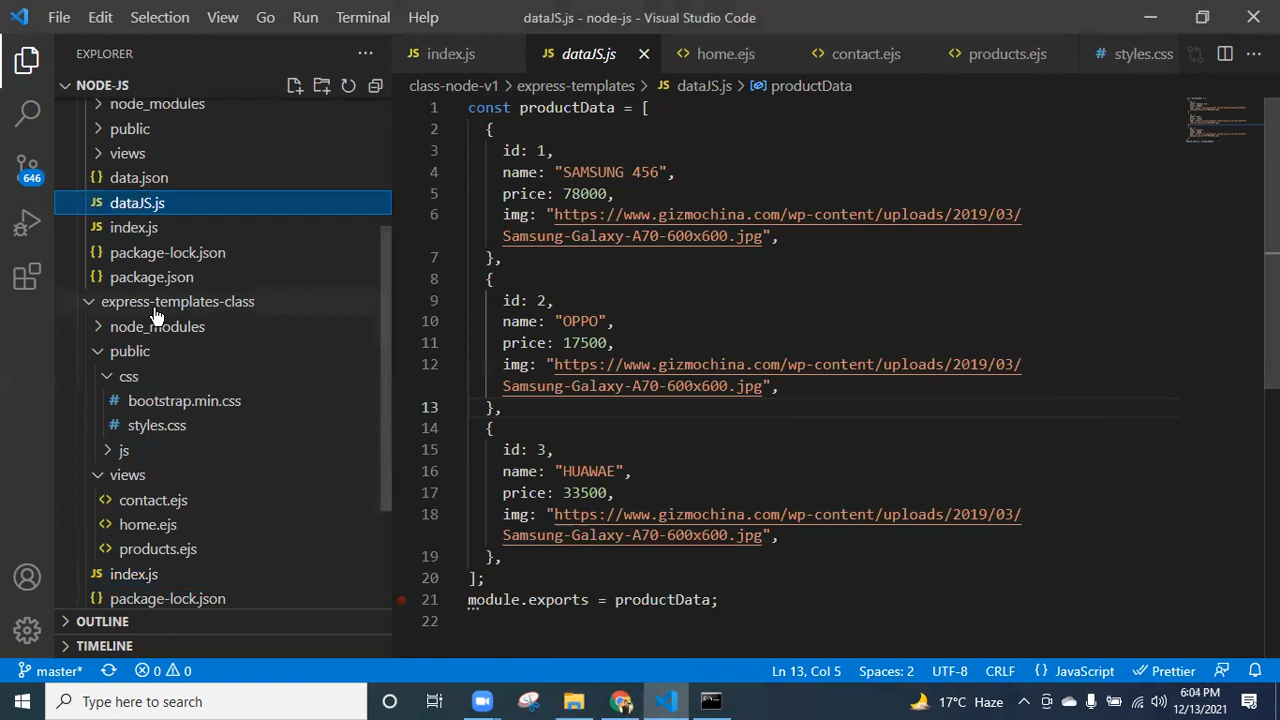 File Edit Selection View Go Run Terminal Help dataJS.js - node-js - Visual Studio Code
EXPLORER
index.js dataJS.js home.ejs contact.ejs products.ejs styles.css
NODE-JS
class-node-v1 > express-templates > dataJS.js > productData
node_modules
public
views
data.json
dataJS.js
index.js
package-lock.json
package.json
express-templates-class
node_modules
public
css
bootstrap.min.css
styles.css
js
views
contact.ejs
home.ejs
products.ejs
index.js
package-lock.json
OUTLINE
TIMELINE
646
1 const productData = [
2 {
3 id: 1,
4 name: "SAMSUNG 456",
5 price: 78000,
6 img: "https://www.gizmochina.com/wp-content/uploads/2019/03/
Samsung-Galaxy-A70-600x600.jpg",
7 },
8 {
9 id: 2,
10 name: "OPPO",
11 price: 17500,
12 img: "https://www.gizmochina.com/wp-content/uploads/2019/03/
Samsung-Galaxy-A70-600x600.jpg",
13 },
14 {
15 id: 3,
16 name: "HUAWAE",
17 price: 33500,
18 img: "https://www.gizmochina.com/wp-content/uploads/2019/03/
Samsung-Galaxy-A70-600x600.jpg",
19 },
20 ];
21 module.exports = productData;
22
master* 0 0 Ln 13, Col 5 Spaces: 2 UTF-8 CRLF {} JavaScript Prettier
Type here to search
17°C Haze
6:04 PM
12/13/2021